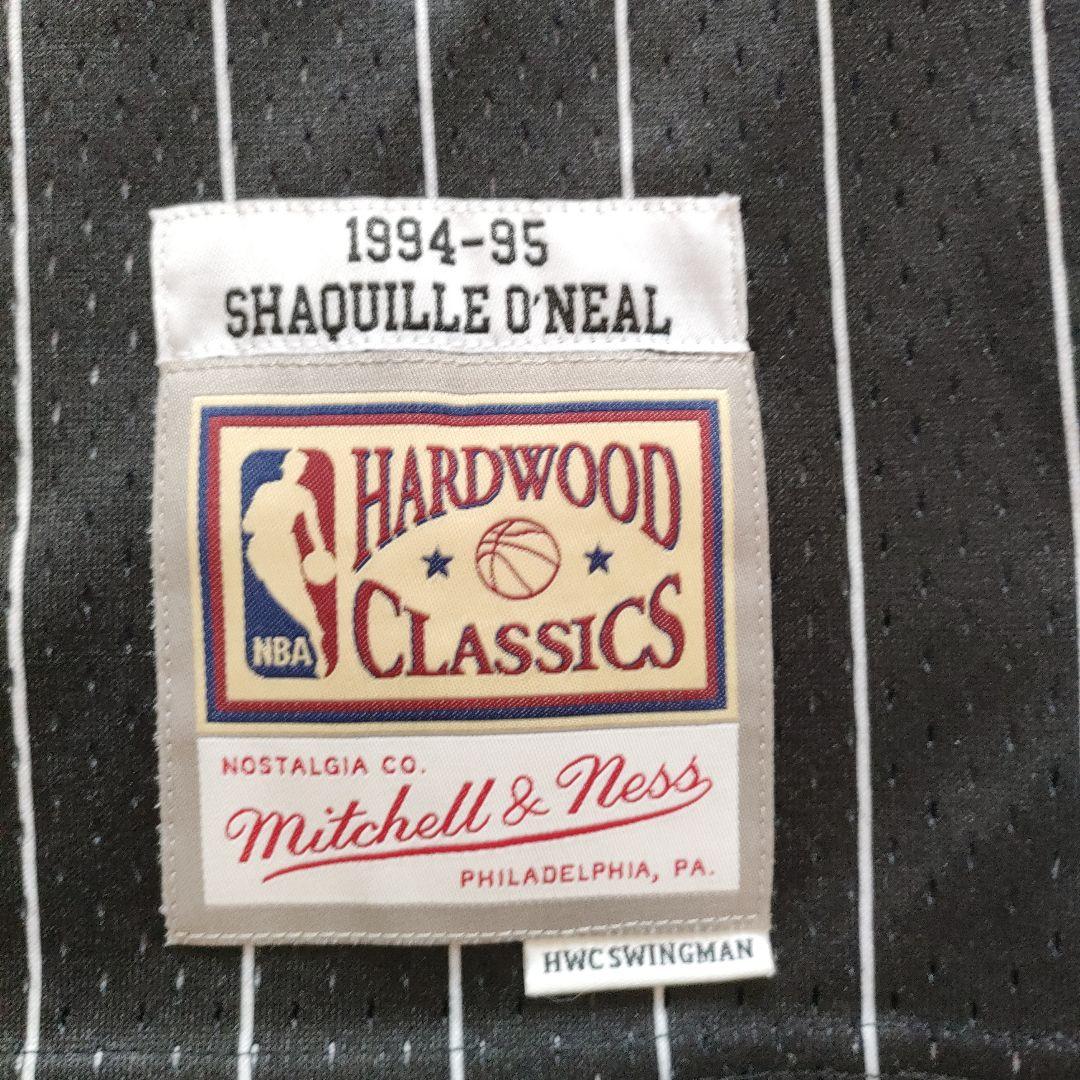 1994-95
SHAQUILLE O'NEAL
HARDWOOD
CLASSICS
NBA
NOSTALGIA CO.
Mitchell & Ness
PHILADELPHIA, PA.
HWC SWINGMAN